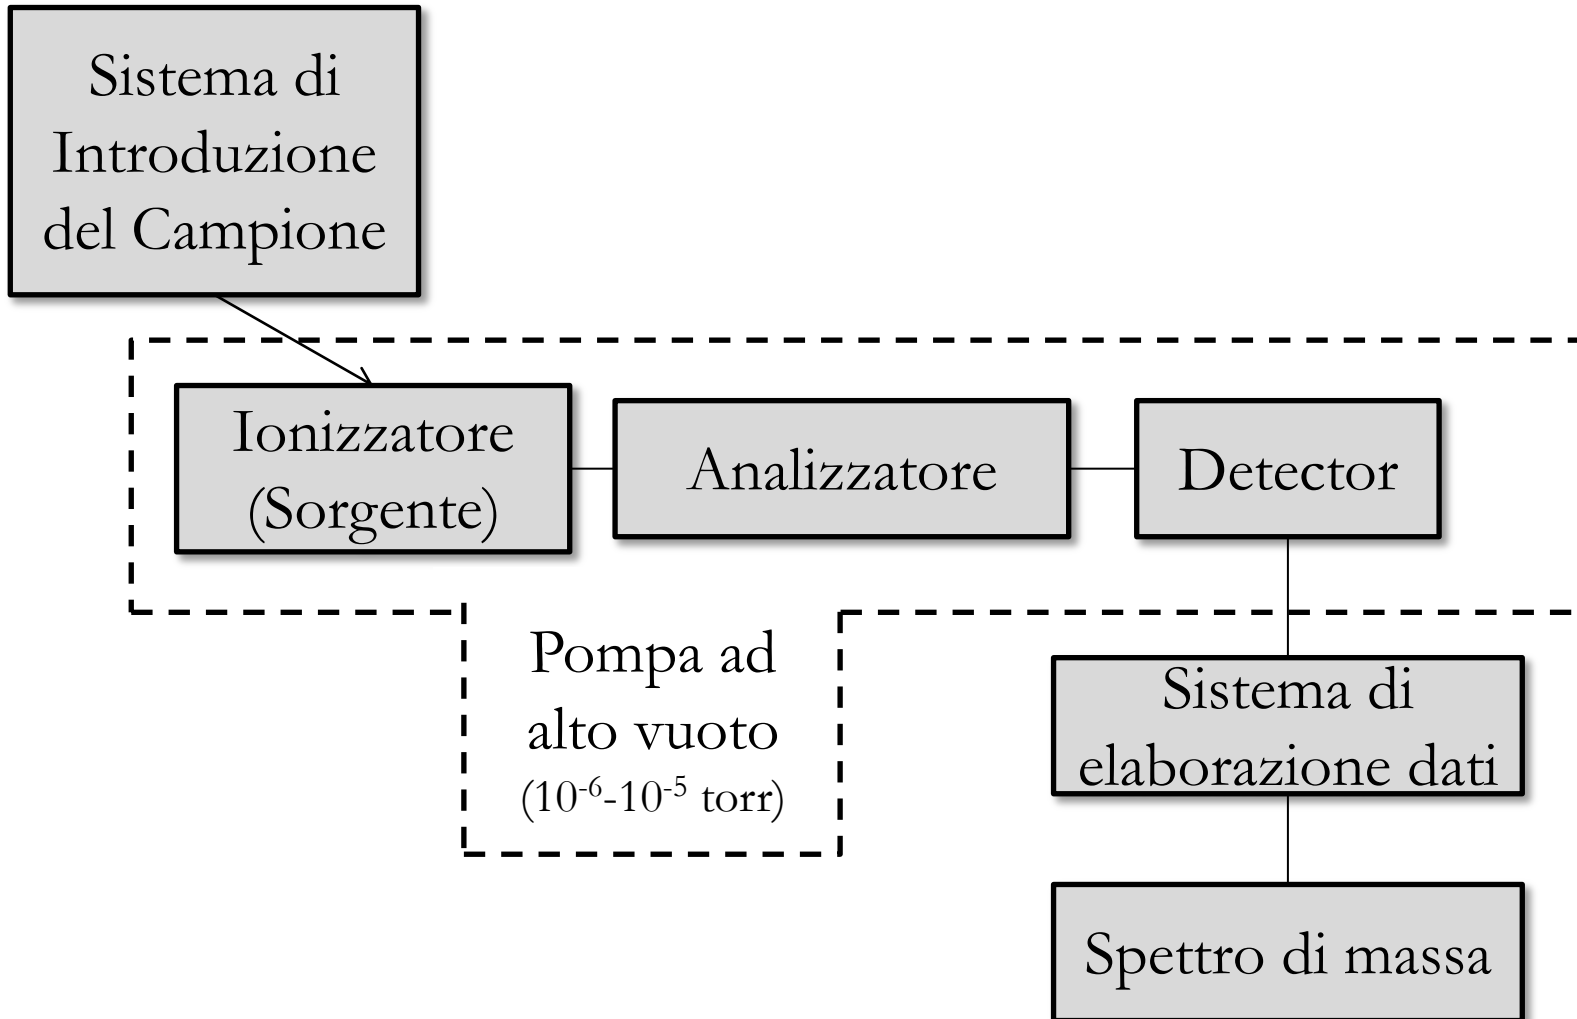 Sistema di
Introduzione
del Campione
Ionizzatore
(Sorgente)
Analizzatore
Detector
Pompa ad
alto vuoto
(10⁻⁶-10⁻⁵ torr)
Sistema di
elaborazione dati
Spettro di massa